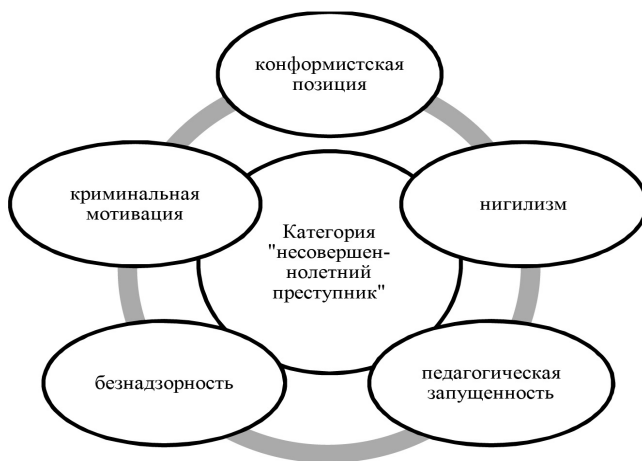 конформистская
позиция
криминальная
мотивация
нигилизм
Категория
"несовершен-
нолетний
преступник"
безнадзорность
педагогическая
запущенность